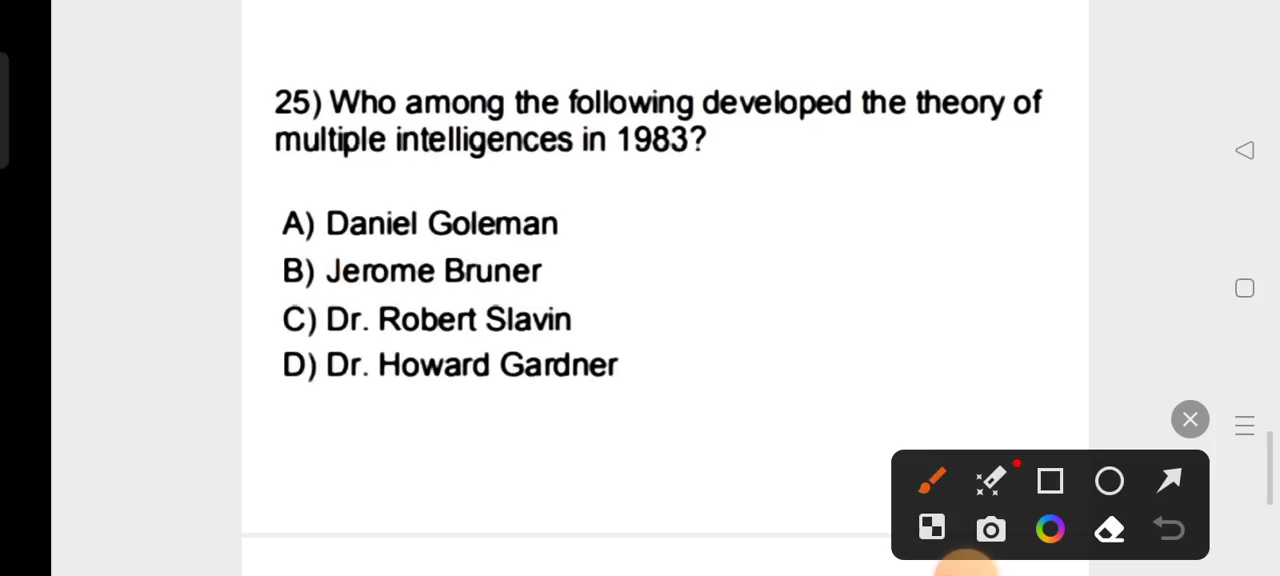 25) Who among the following developed the theory of
multiple intelligences in 1983?
A) Daniel Goleman
B) Jerome Bruner
C) Dr. Robert Slavin
D) Dr. Howard Gardner